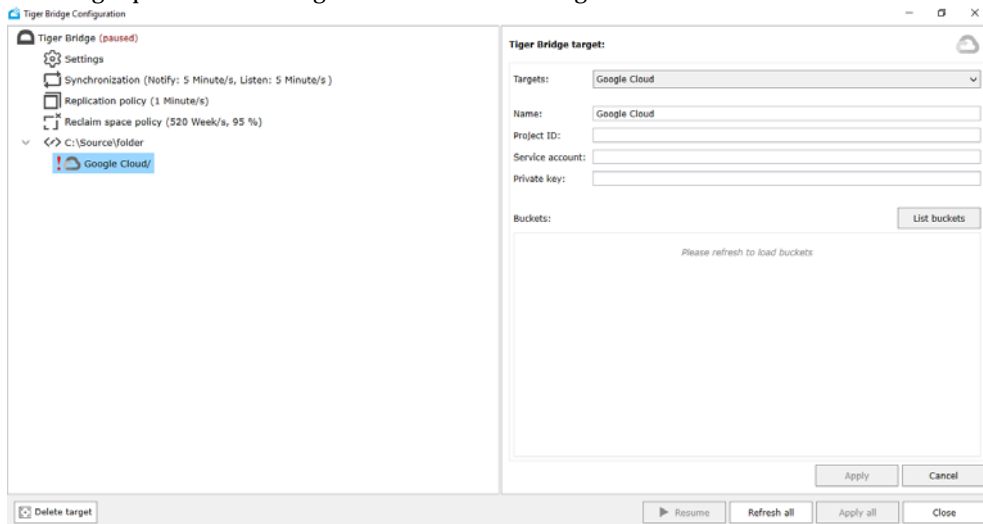 Tiger Bridge Configuration
Tiger Bridge (paused)
Settings
Synchronization (Notify: 5 Minute/s, Listen: 5 Minute/s )
Replication policy (1 Minute/s)
Reclaim space policy (520 Week/s, 95 %)
C:\Source\folder
Google Cloud/
Tiger Bridge target:
Targets: Google Cloud
Name: Google Cloud
Project ID:
Service account:
Private key:
Buckets: List buckets
Please refresh to load buckets
Apply Cancel
Delete target Resume Refresh all Apply all Close